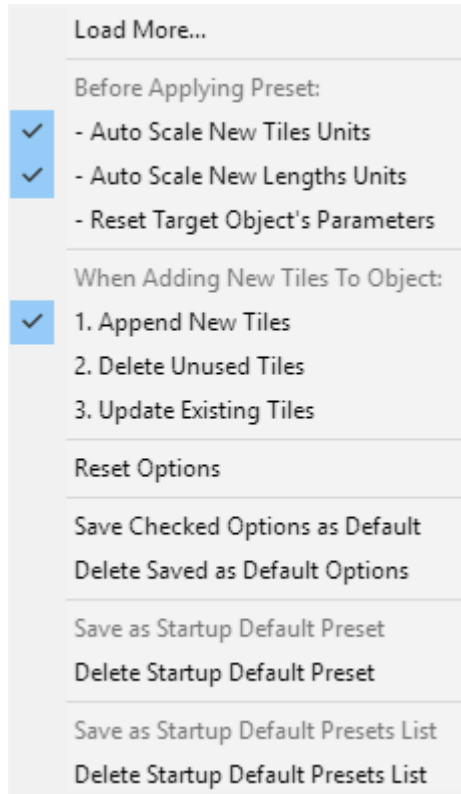 Load More...
Before Applying Preset:
- Auto Scale New Tiles Units
- Auto Scale New Lengths Units
- Reset Target Object's Parameters
When Adding New Tiles To Object:
1. Append New Tiles
2. Delete Unused Tiles
3. Update Existing Tiles
Reset Options
Save Checked Options as Default
Delete Saved as Default Options
Save as Startup Default Preset
Delete Startup Default Preset
Save as Startup Default Presets List
Delete Startup Default Presets List